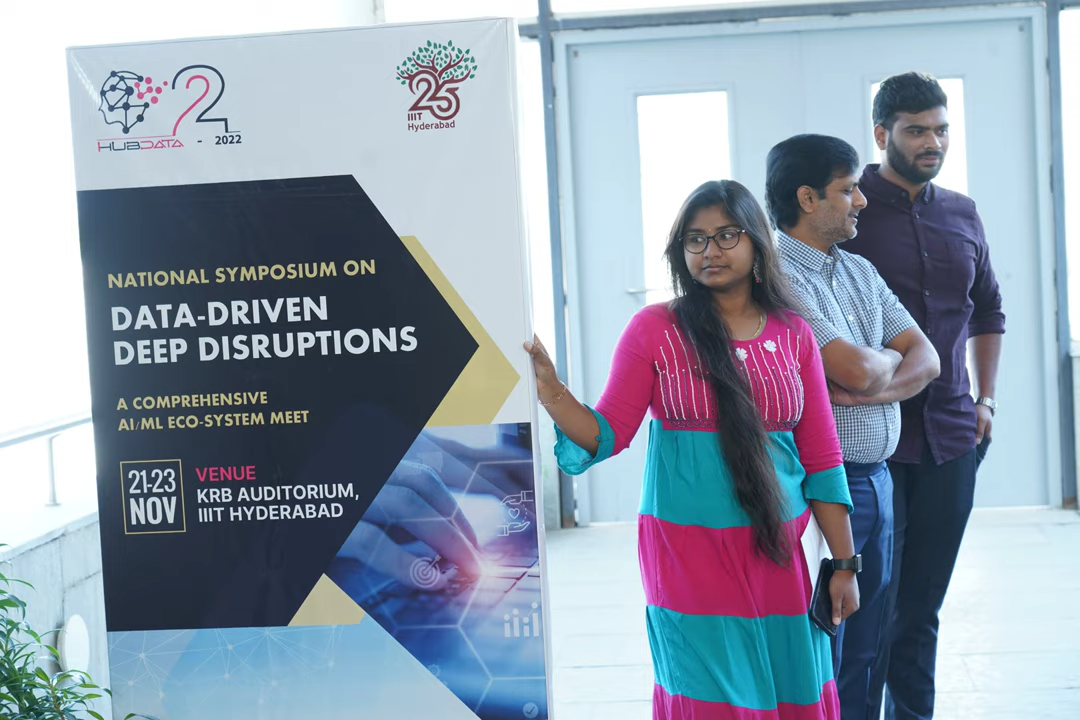 22
HUBDATA - 2022
25
IIIT
Hyderabad
NATIONAL SYMPOSIUM ON
DATA-DRIVEN
DEEP DISRUPTIONS
A COMPREHENSIVE
AI/ML ECO-SYSTEM MEET
21-23
NOV
VENUE
KRB AUDITORIUM,
IIIT HYDERABAD